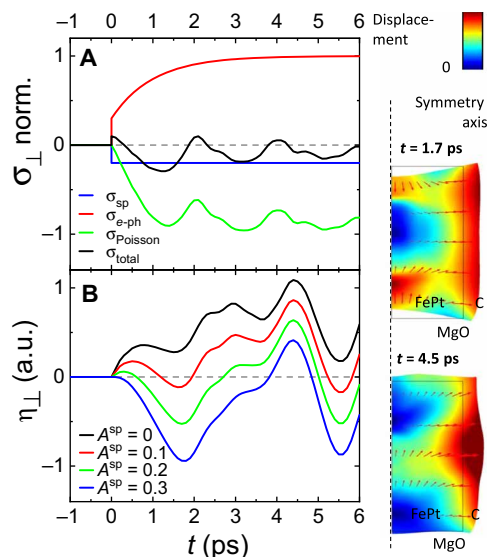 −1 0 1 2 3 4 5 6
A
1
0
−1
σ⊥ norm.
σsp
σe-ph
σPoisson
σtotal
B
1
0
−1
η⊥ (a.u.)
Asp = 0
Asp = 0.1
Asp = 0.2
Asp = 0.3
−1 0 1 2 3 4 5 6
t (ps)
Displace-
ment
0
Symmetry
axis
t = 1.7 ps
FePt C
MgO
t = 4.5 ps
FePt C
MgO